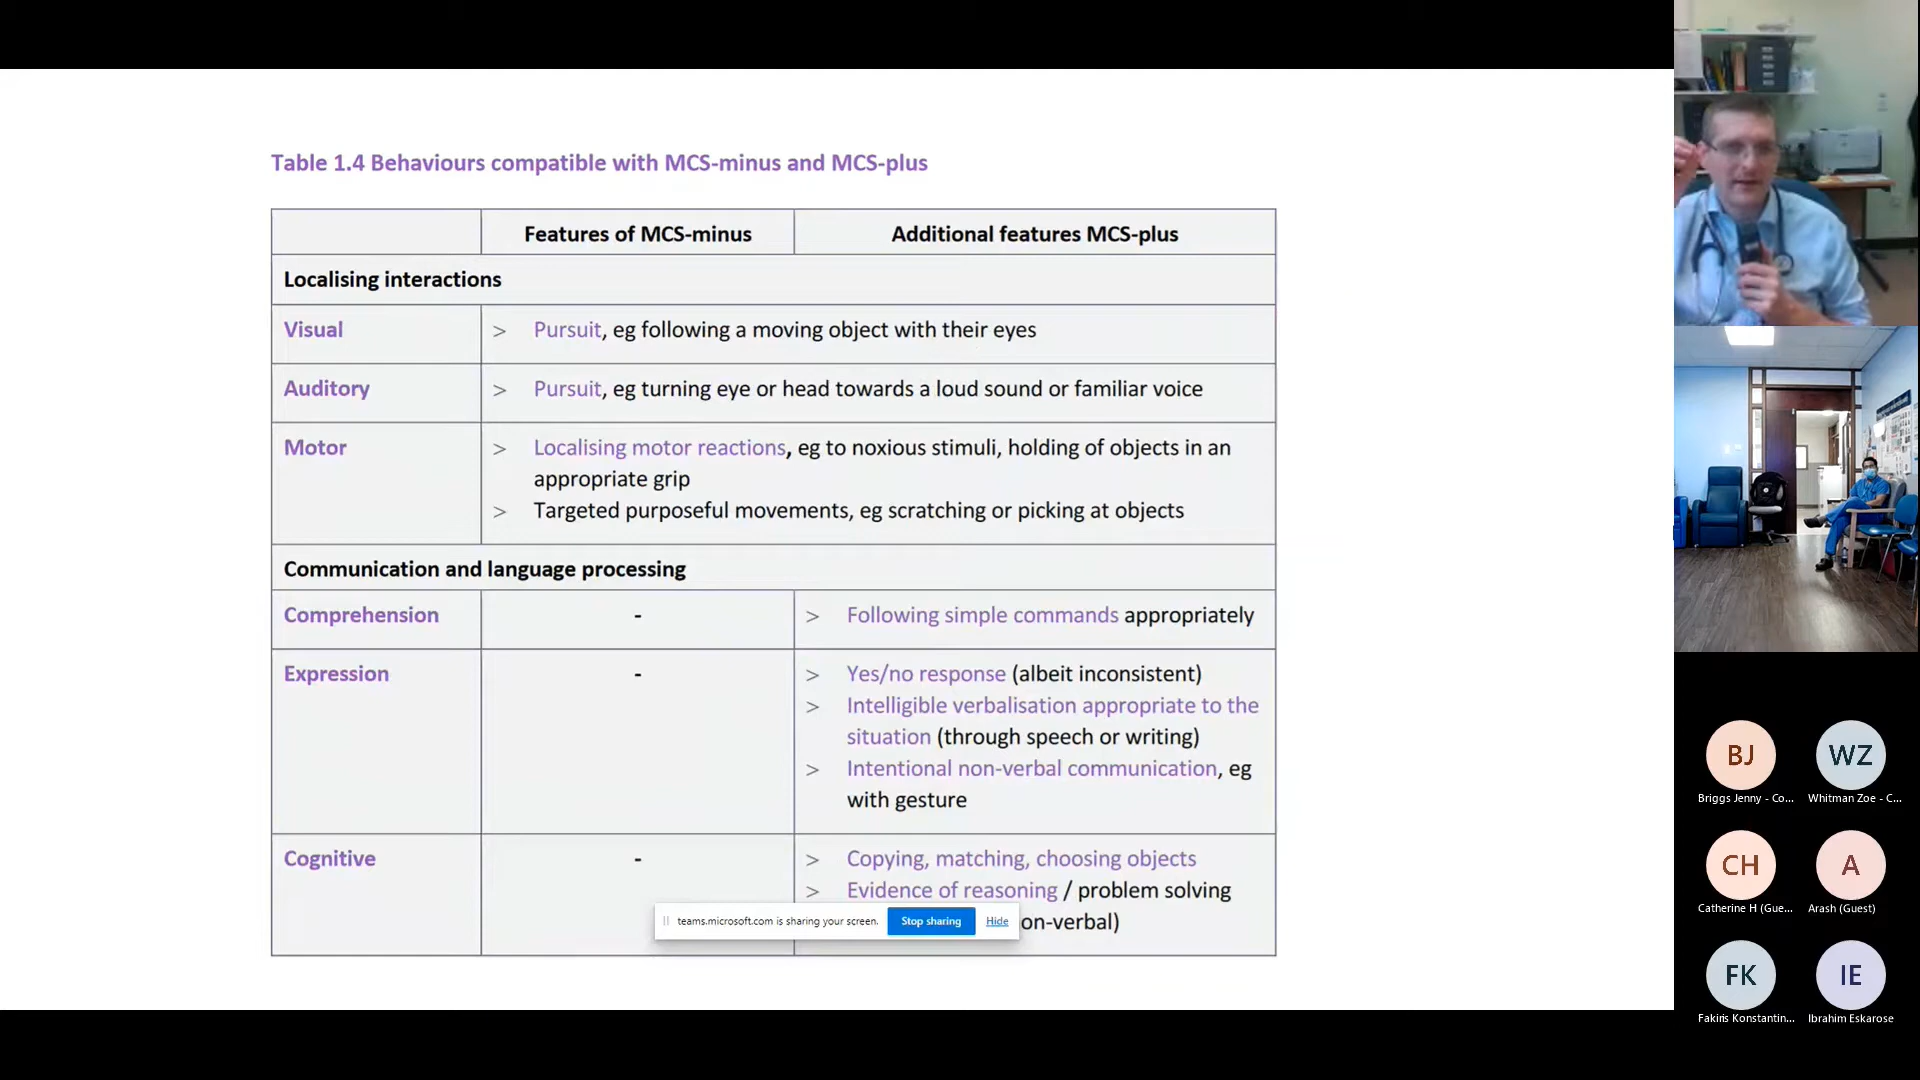 Table 1.4 Behaviours compatible with MCS-minus and MCS-plus
Features of MCS-minus
Additional features MCS-plus
Localising interactions
Visual
> Pursuit, eg following a moving object with their eyes
Auditory
> Pursuit, eg turning eye or head towards a loud sound or familiar voice
Motor
> Localising motor reactions, eg to noxious stimuli, holding of objects in an
appropriate grip
> Targeted purposeful movements, eg scratching or picking at objects
Communication and language processing
Comprehension
-
> Following simple commands appropriately
Expression
-
> Yes/no response (albeit inconsistent)
> Intelligible verbalisation appropriate to the
situation (through speech or writing)
> Intentional non-verbal communication, eg
with gesture
Cognitive
-
> Copying, matching, choosing objects
> Evidence of reasoning / problem solving
on-verbal)
teams.microsoft.com is sharing your screen.
Stop sharing
Hide
BJ
Briggs Jenny - Co...
WZ
Whitman Zoe - C...
CH
Catherine H (Gue...
A
Arash (Guest)
FK
Fakiris Konstantin...
IE
Ibrahim Eskarose